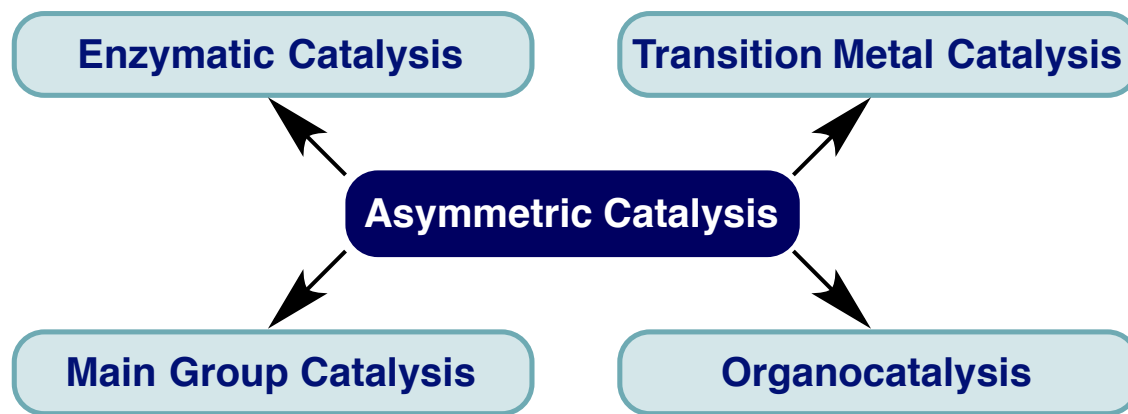 Enzymatic Catalysis
Transition Metal Catalysis
Asymmetric Catalysis
Main Group Catalysis
Organocatalysis